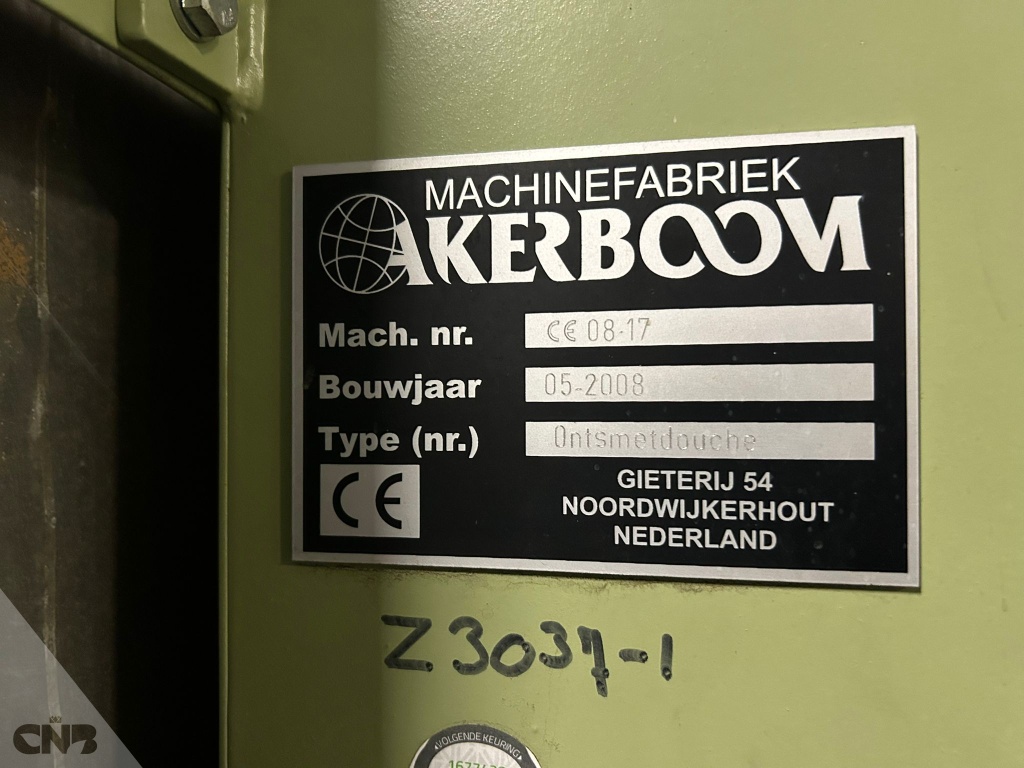 MACHINEFABRIEK
AKERBOOM
Mach. nr. CE 08-17
Bouwjaar 05-2008
Type (nr.) Ontsmetdouche
CE
GIETERIJ 54
NOORDWIJKERHOUT
NEDERLAND
Z3037-1
VOLGENDE KEURING
CNB